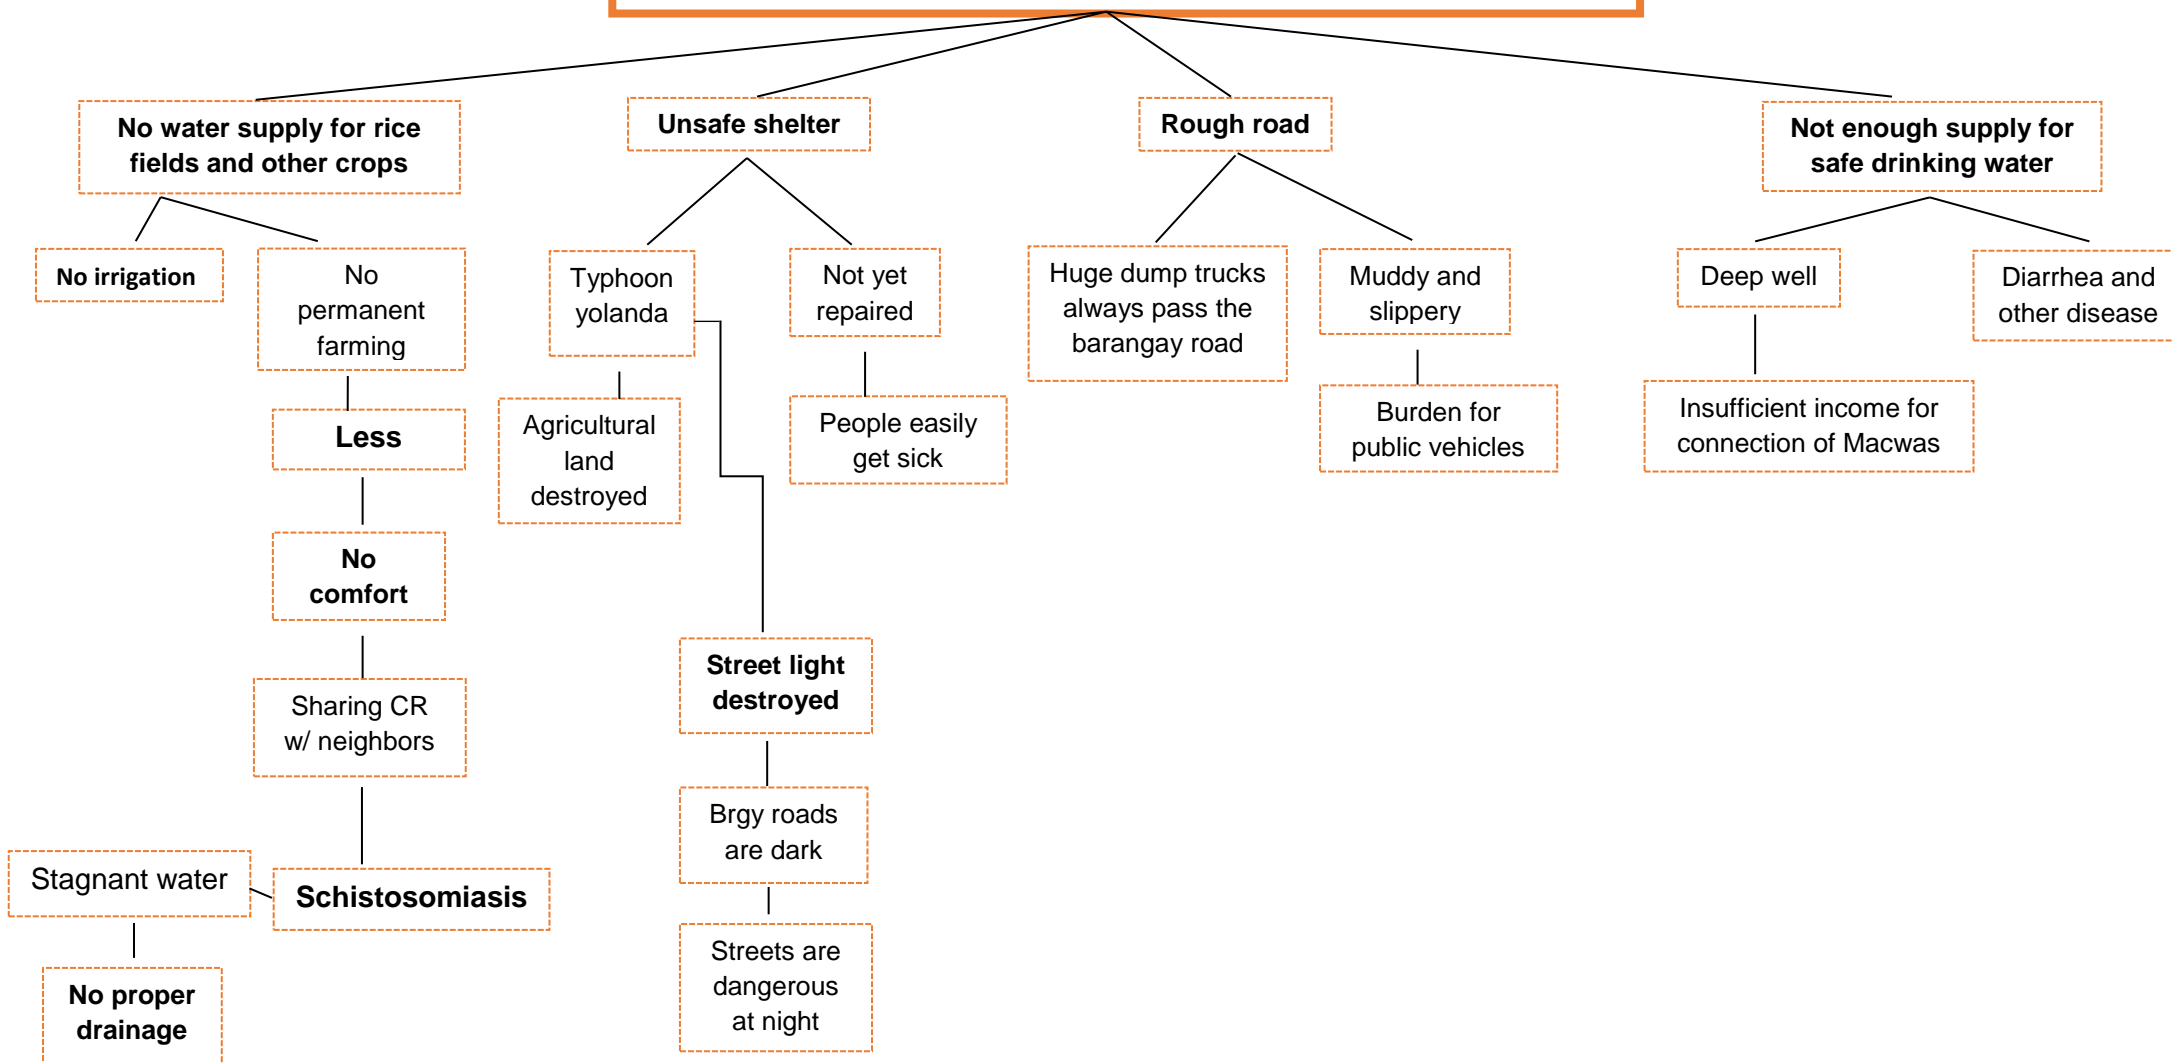 No water supply for rice
fields and other crops
Unsafe shelter
Rough road
Not enough supply for
safe drinking water
No irrigation
No
permanent
farming
Typhoon
yolanda
Not yet
repaired
Huge dump trucks
always pass the
barangay road
Muddy and
slippery
Deep well
Diarrhea and
other disease
Less
Agricultural
land
destroyed
People easily
get sick
Burden for
public vehicles
Insufficient income for
connection of Macwas
No
comfort
Street light
destroyed
Sharing CR
w/ neighbors
Brgy roads
are dark
Stagnant water
Schistosomiasis
Streets are
dangerous
at night
No proper
drainage